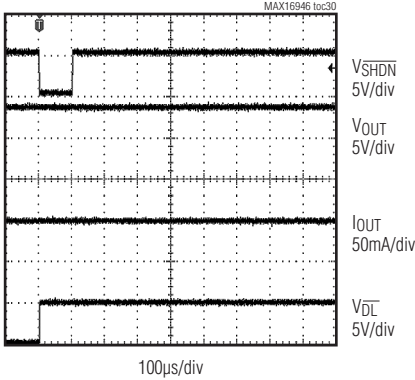 MAX16946 toc30
T
VSHDN
5V/div
VOUT
5V/div
IOUT
50mA/div
VDL
5V/div
100µs/div